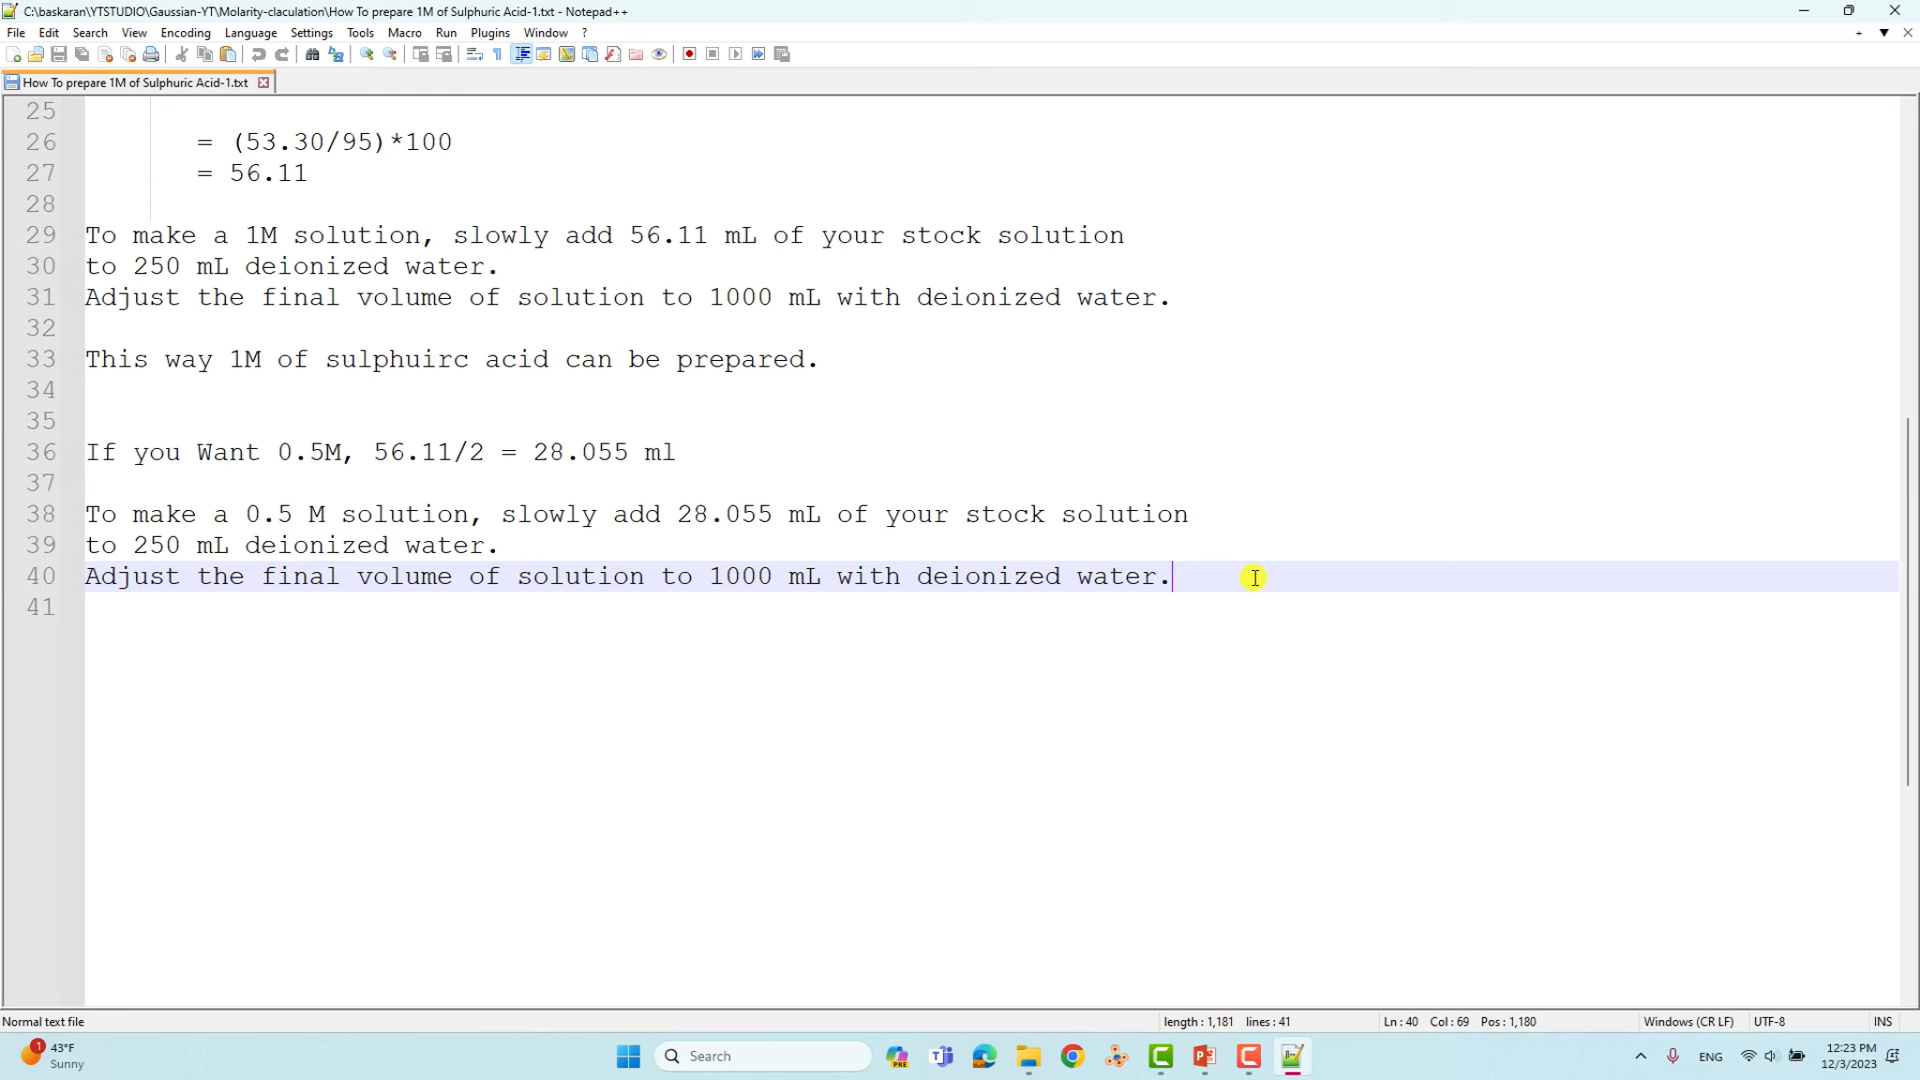 C:\baskaran\YTSTUDIO\Gaussian-YT\Molarity-claculation\How To prepare 1M of Sulphuric Acid-1.txt - Notepad++
File Edit Search View Encoding Language Settings Tools Macro Run Plugins Window ?
How To prepare 1M of Sulphuric Acid-1.txt
25
26 = (53.30/95)*100
27 = 56.11
28
29 To make a 1M solution, slowly add 56.11 mL of your stock solution
30 to 250 mL deionized water.
31 Adjust the final volume of solution to 1000 mL with deionized water.
32
33 This way 1M of sulphuirc acid can be prepared.
34
35
36 If you Want 0.5M, 56.11/2 = 28.055 ml
37
38 To make a 0.5 M solution, slowly add 28.055 mL of your stock solution
39 to 250 mL deionized water.
40 Adjust the final volume of solution to 1000 mL with deionized water.
41
Normal text file length : 1,181 lines : 41 Ln : 40 Col : 69 Pos : 1,180 Windows (CR LF) UTF-8 INS
1 43°F Search PRE ENG 12:23 PM
Sunny 12/3/2023